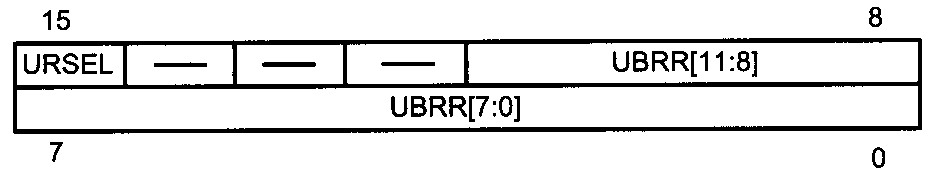 15 8
URSEL — — — UBRR[11:8]
UBRR[7:0]
7 0